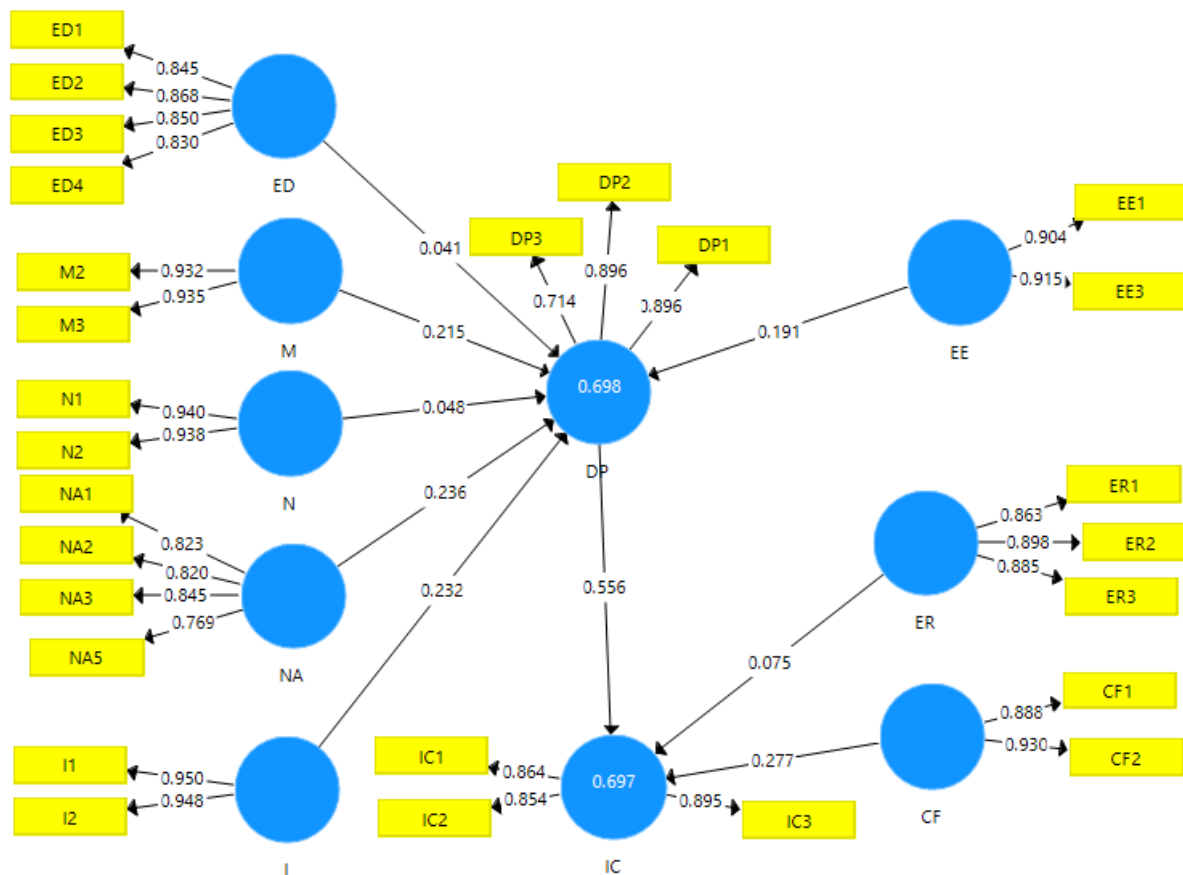 ED1
ED2
ED3
ED4
0.845
0.868
0.850
0.830
ED
M2
M3
0.932
0.935
M
N1
N2
0.940
0.938
N
NA1
NA2
NA3
NA5
0.823
0.820
0.845
0.769
NA
I1
I2
0.950
0.948
I
0.041
0.215
0.048
0.236
0.232
DP3
DP2
DP1
0.714
0.896
0.896
0.698
DP
0.191
EE1
EE3
0.904
0.915
EE
0.556
ER1
ER2
ER3
0.863
0.898
0.885
ER
0.075
CF1
CF2
0.888
0.930
CF
0.277
IC1
IC2
0.864
0.854
0.697
0.895
IC3
IC